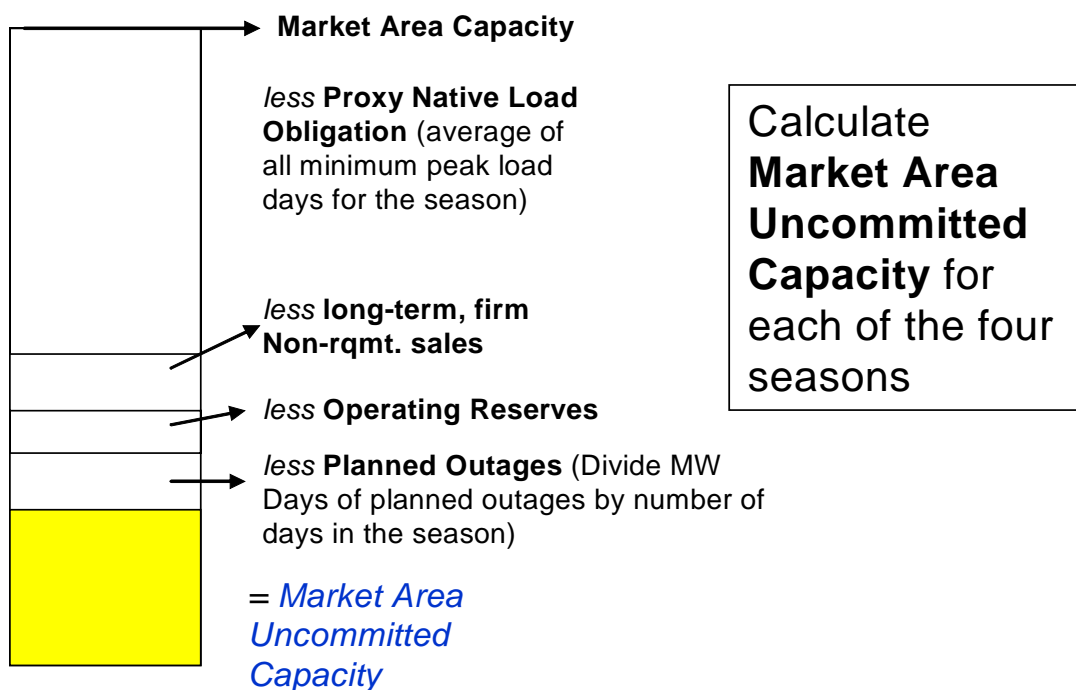 Market Area Capacity
less Proxy Native Load
Obligation (average of
all minimum peak load
days for the season)
less long-term, firm
Non-rqmt. sales
less Operating Reserves
less Planned Outages (Divide MW
Days of planned outages by number of
days in the season)
= Market Area
Uncommitted
Capacity
Calculate
Market Area
Uncommitted
Capacity for
each of the four
seasons